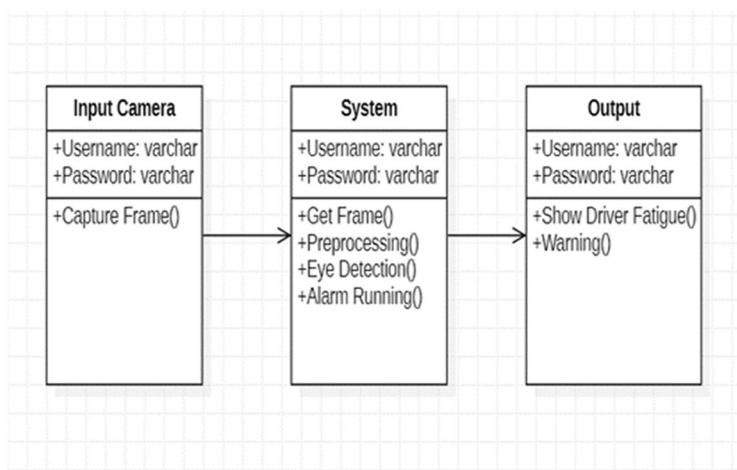 Input Camera
+Username: varchar
+Password: varchar
+Capture Frame()
System
+Username: varchar
+Password: varchar
+Get Frame()
+Preprocessing()
+Eye Detection()
+Alarm Running()
Output
+Username: varchar
+Password: varchar
+Show Driver Fatigue()
+Warning()